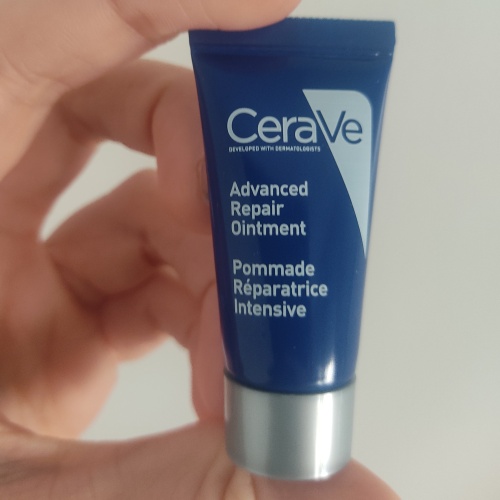 CeraVe
DEVELOPED WITH DERMATOLOGISTS
Advanced
Repair
Ointment
Pommade
Réparatrice
Intensive